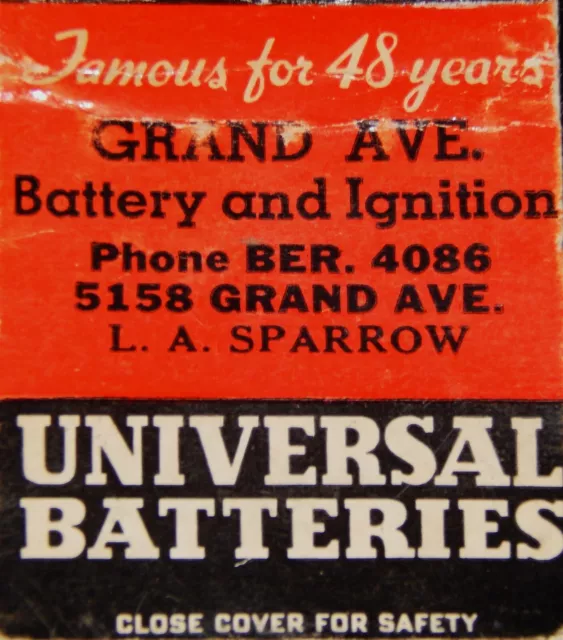 Famous for 48 years
GRAND AVE.
Battery and Ignition
Phone BER. 4086
5158 GRAND AVE.
L. A. SPARROW
UNIVERSAL
BATTERIES
CLOSE COVER FOR SAFETY